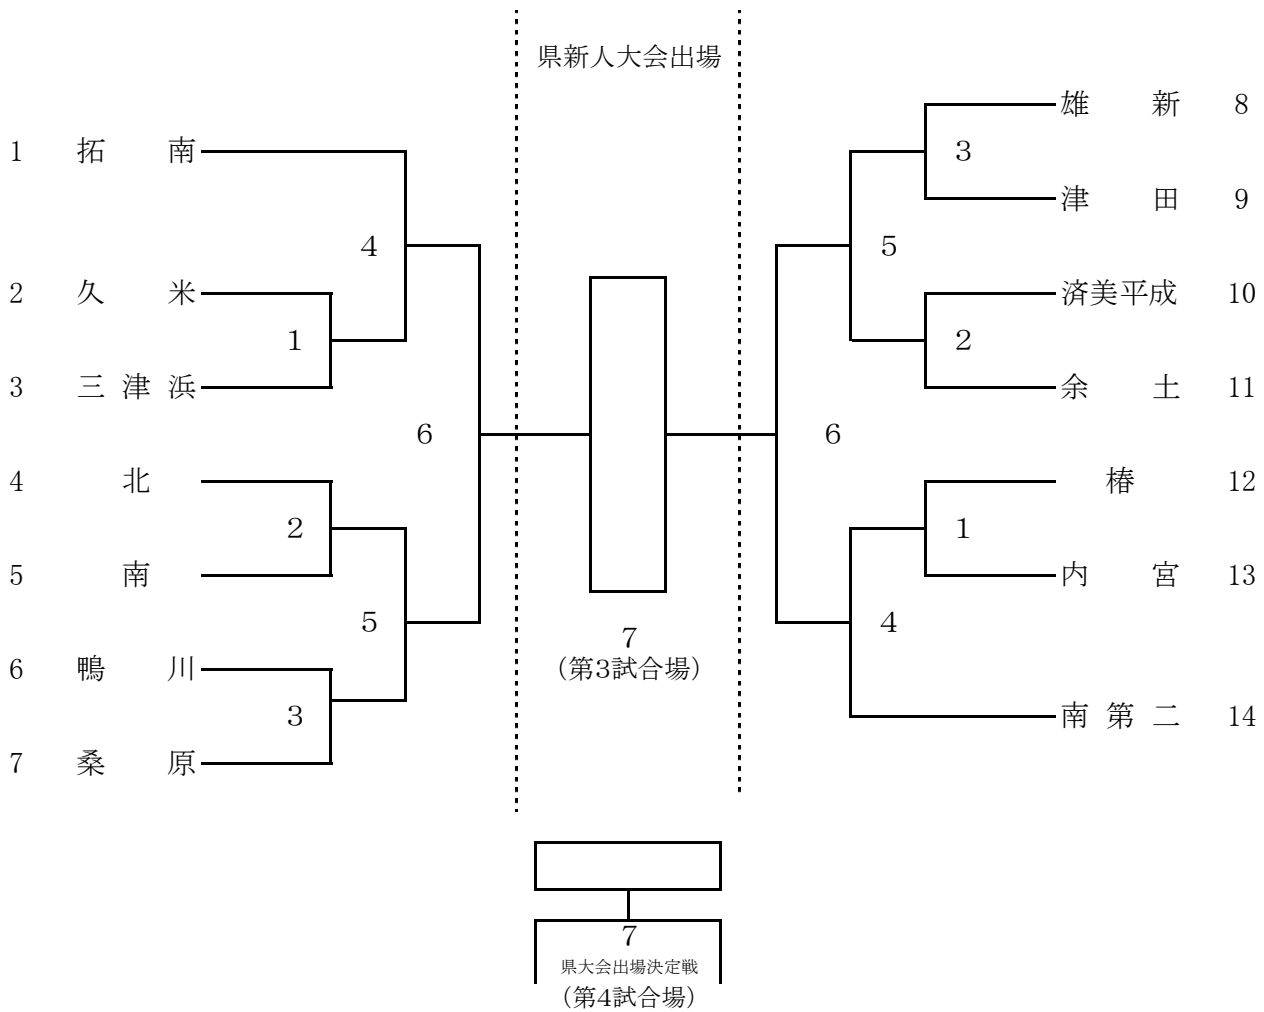 県新人大会出場
1 拓南
4
2 久米
1
3 三津浜
6
4 北
2
5 南
5
6 鴨川
3
7 桑原
雄新 8
3
津田 9
5
済美平成 10
2
余土 11
6
椿 12
1
内宮 13
4
南第二 14
7
(第3試合場)
7
県大会出場決定戦
(第4試合場)